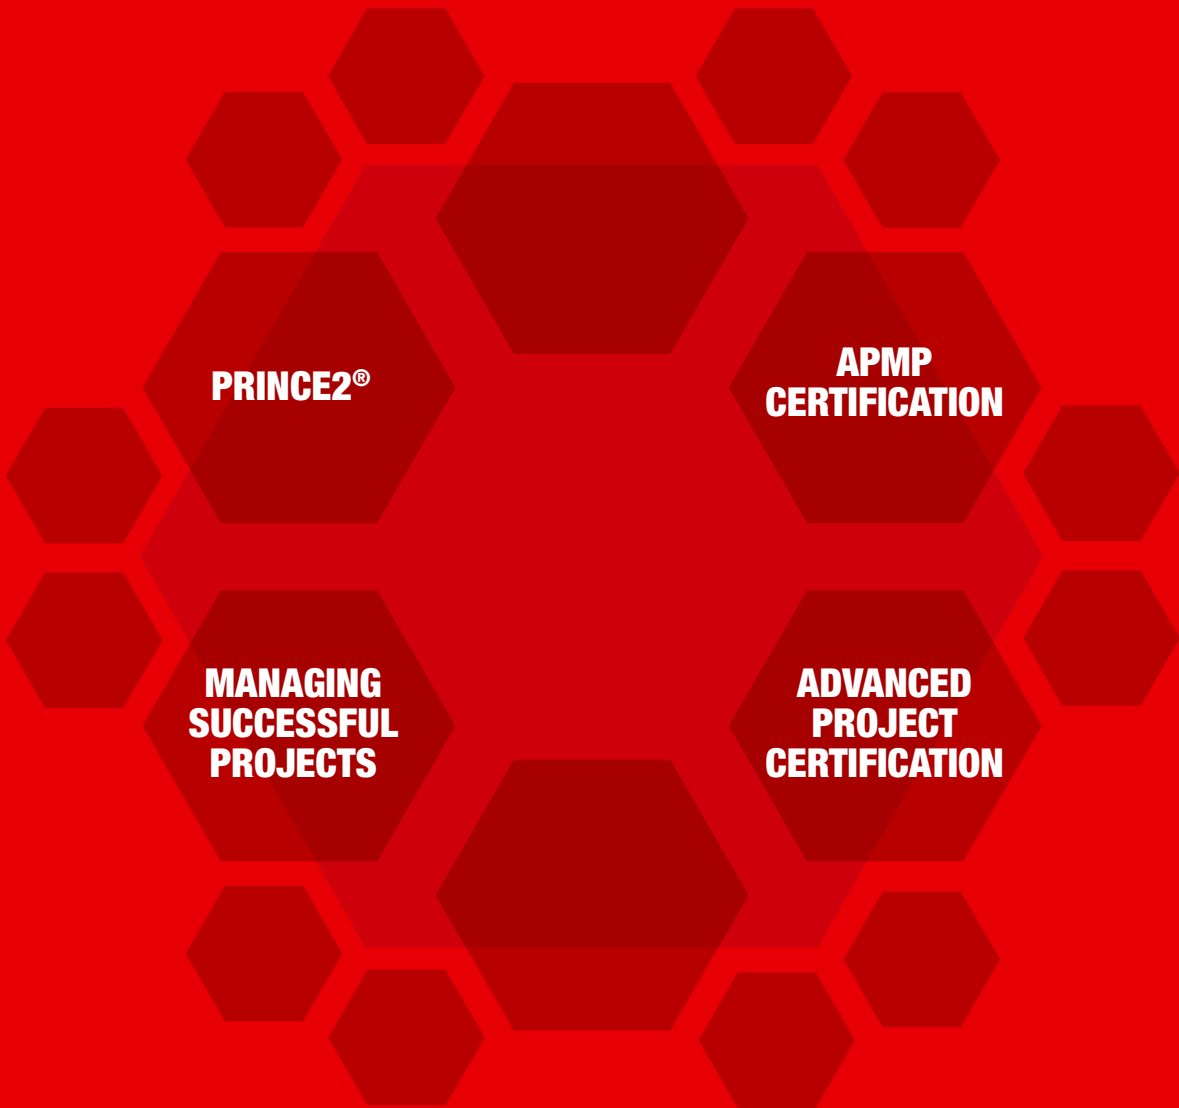 PRINCE2®
APMP
CERTIFICATION
MANAGING
SUCCESSFUL
PROJECTS
ADVANCED
PROJECT
CERTIFICATION